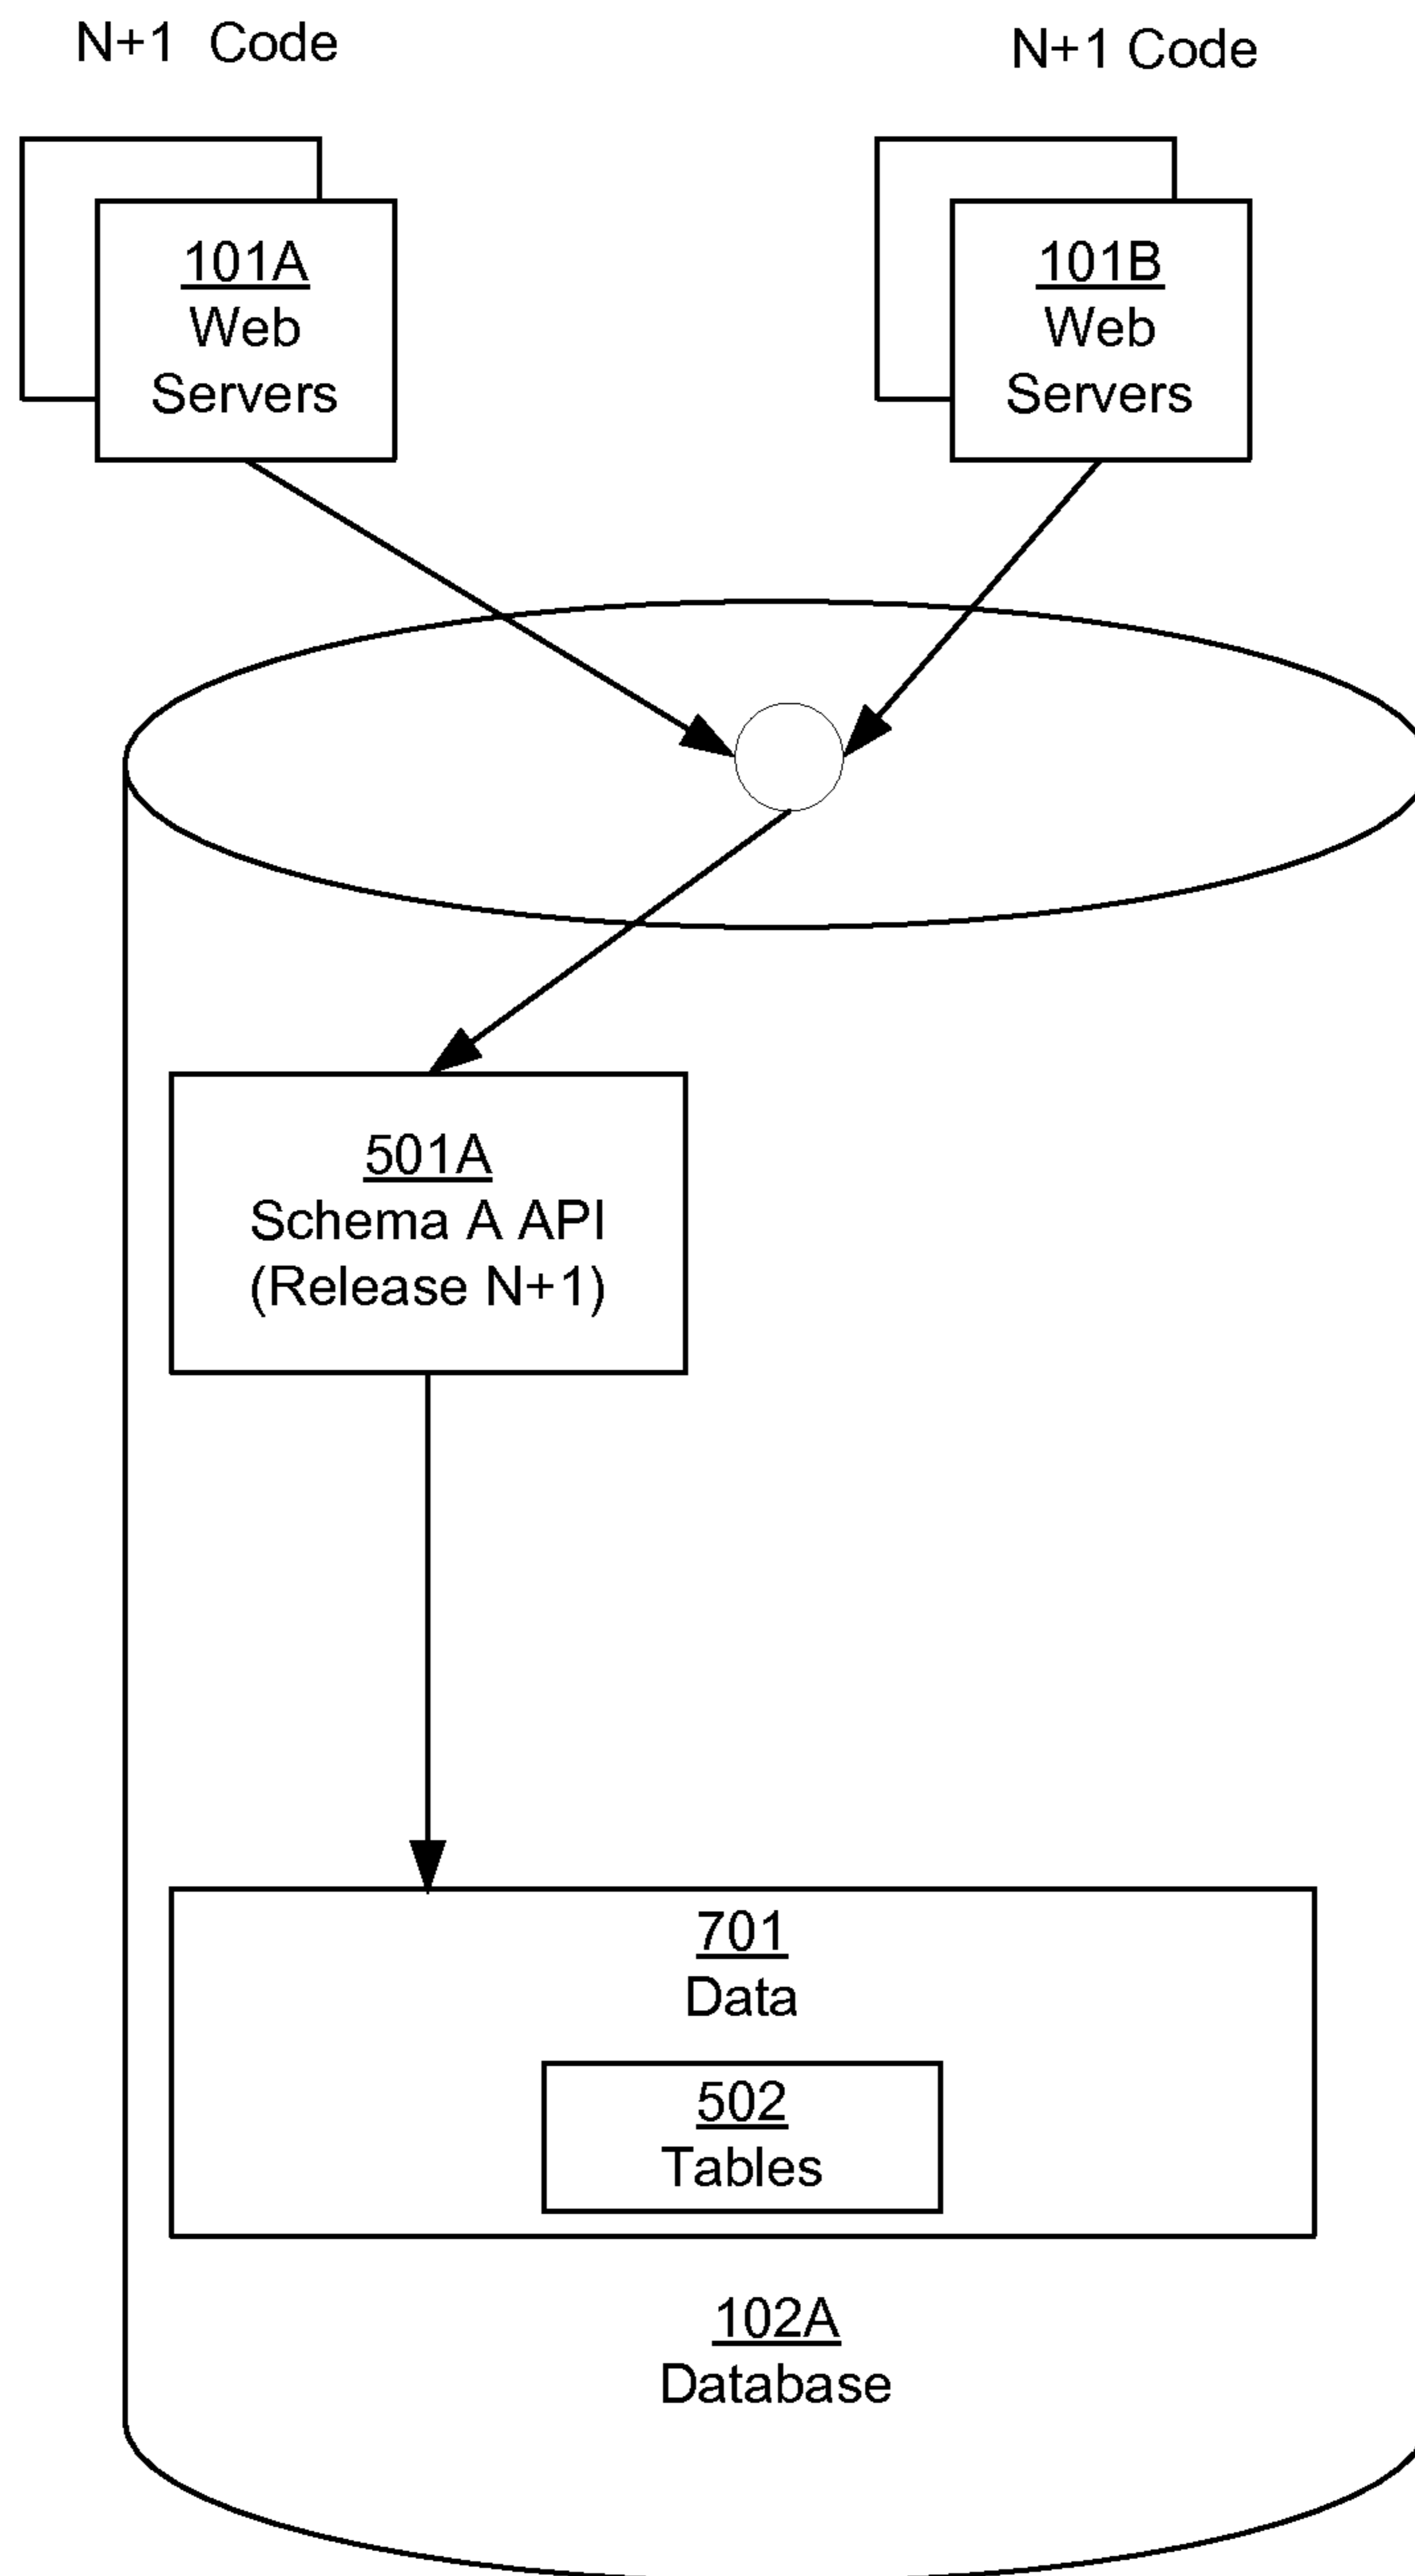 N+1 Code
N+1 Code
101A
Web
Servers
101B
Web
Servers
501A
Schema A API
(Release N+1)
701
Data
502
Tables
102A
Database